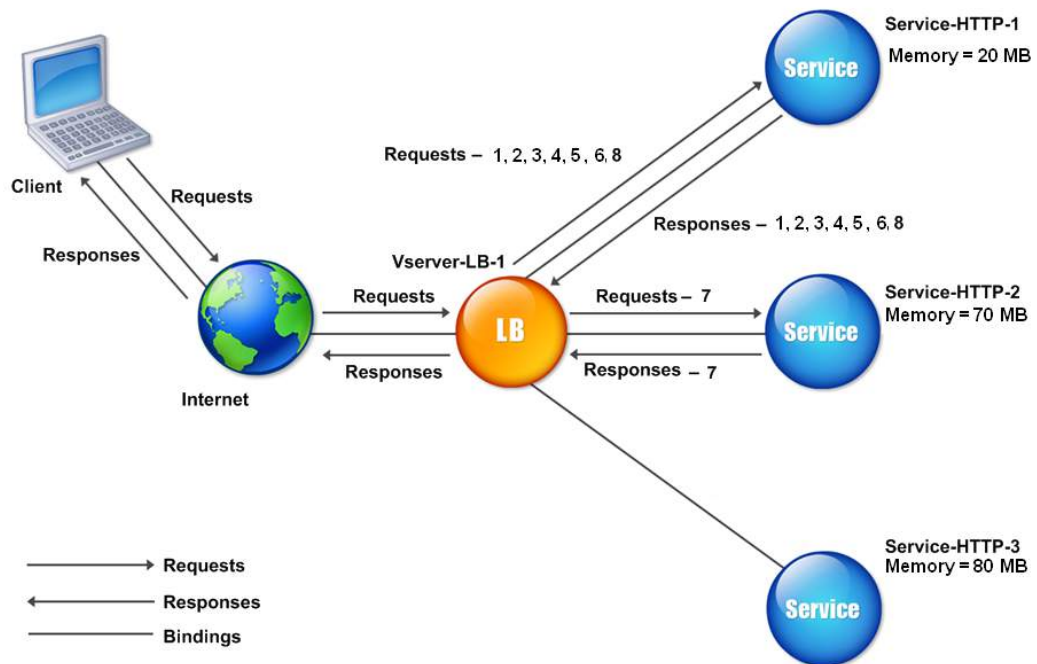 Service-HTTP-1
Memory = 20 MB
Service
Requests – 1, 2, 3, 4, 5, 6, 8
Client
Requests
Responses
Responses – 1, 2, 3, 4, 5, 6, 8
Vserver-LB-1
Service-HTTP-2
Memory = 70 MB
Requests
LB
Requests – 7
Service
Responses
Responses – 7
Internet
Service-HTTP-3
Memory = 80 MB
Service
Requests
Responses
Bindings